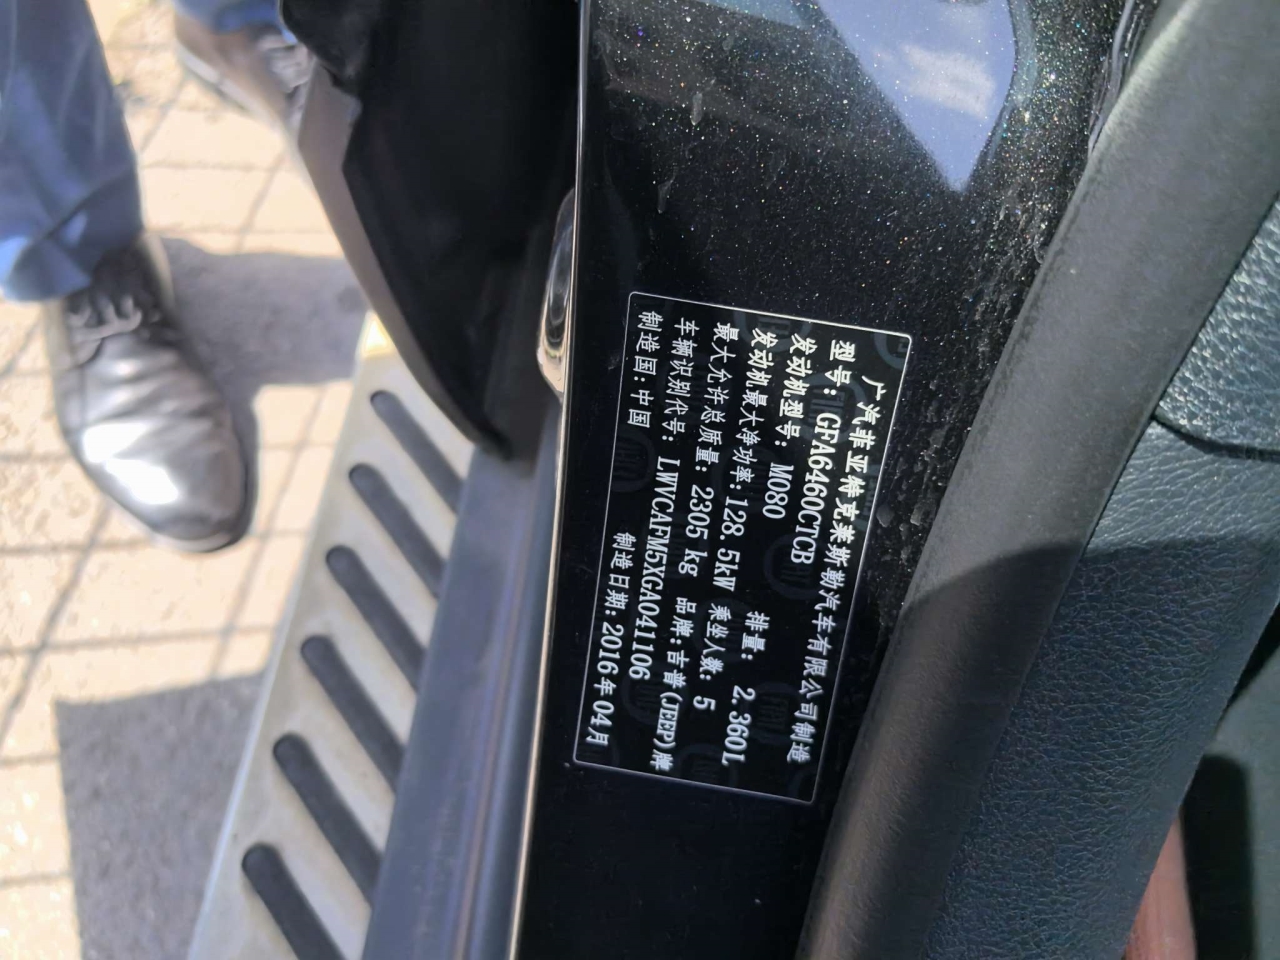 广汽菲亚特克莱斯勒汽车有限公司制造
型号：GFA6460CTCB
发动机型号：M080 排量：2.360L
发动机最大净功率：128.5kW 乘坐人数：5
最大允许总质量：2305 kg 品牌：吉普(JEEP)牌
车辆识别代号：LWVCAFM5XGA041106
制造国：中国 制造日期：2016年04月